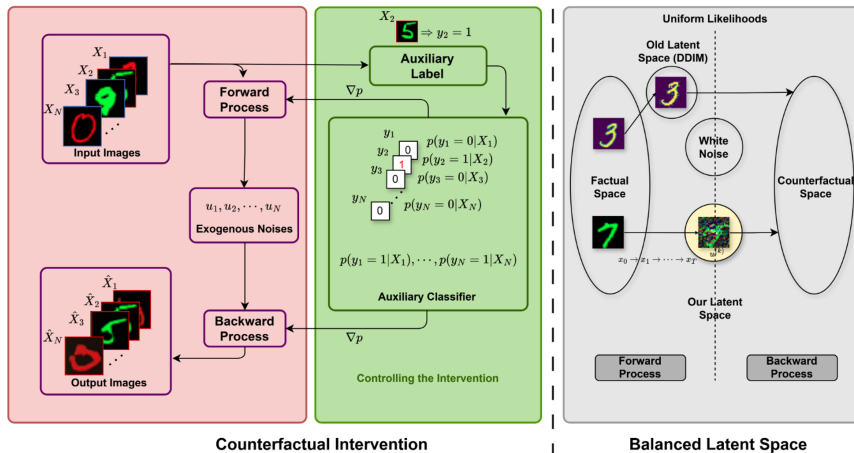 X_1
X_2
X_3
X_N
Input Images
Forward
Process
u_1, u_2, ⋯, u_N
Exogenous Noises
Backward
Process
X̂_1
X̂_2
X̂_3
X̂_N
Output Images
Counterfactual Intervention
X_2 ⇒ y_2 = 1
Auxiliary
Label
∇p
y_1 0 p(y_1 = 0|X_1)
y_2 1 p(y_2 = 1|X_2)
y_3 0 p(y_3 = 0|X_3)
y_N 0 p(y_N = 0|X_N)
p(y_1 = 1|X_1), ⋯, p(y_N = 1|X_N)
Auxiliary Classifier
∇p
Controlling the Intervention
Uniform Likelihoods
Old Latent
Space (DDIM)
White
Noise
Factual
Space
Counterfactual
Space
x_0 → x_1 → ⋯ → x_T
Our Latent
Space
Forward
Process
Backward
Process
Balanced Latent Space